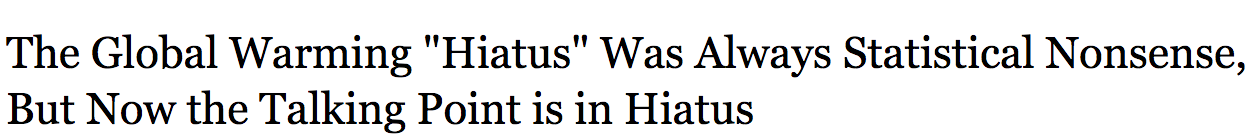 The Global Warming "Hiatus" Was Always Statistical Nonsense,
But Now the Talking Point is in Hiatus